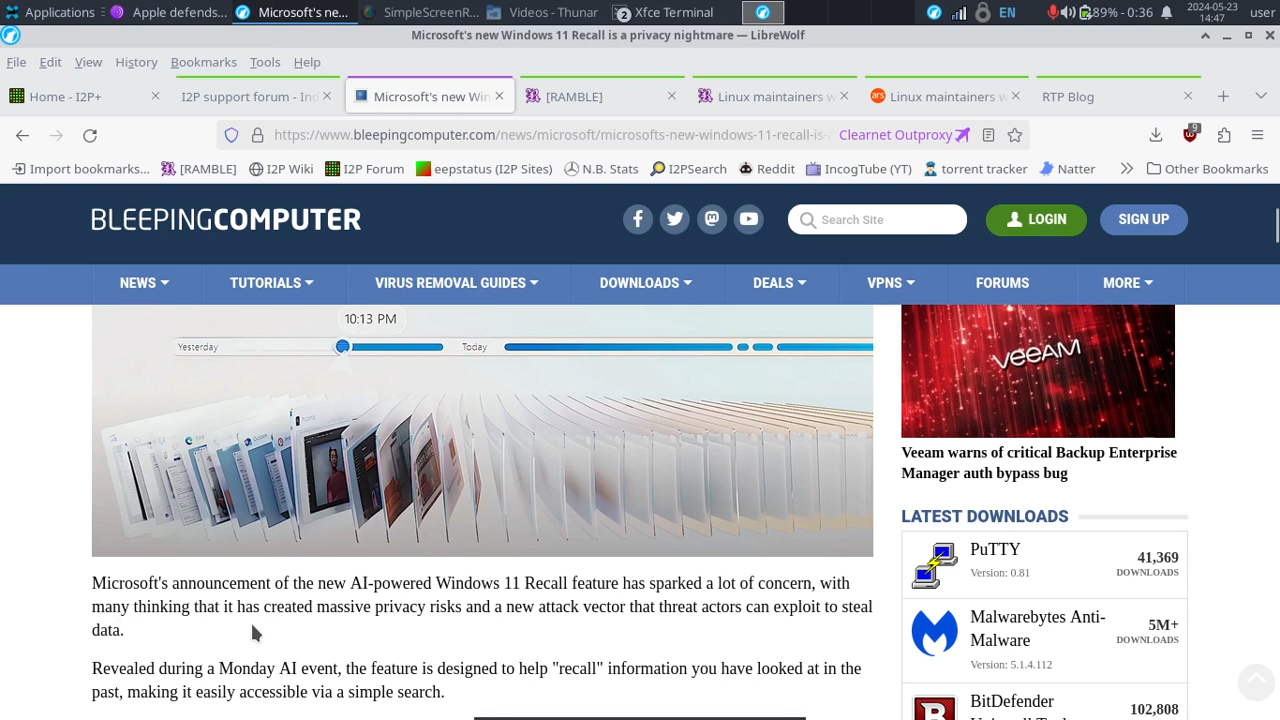 Applications
Apple defends...
Microsoft's ne...
SimpleScreenR...
Videos - Thunar
2
Xfce Terminal
EN
89% - 0:36
2024-05-23
14:47
user
Microsoft's new Windows 11 Recall is a privacy nightmare — LibreWolf
File Edit View History Bookmarks Tools Help
Home - I2P+
I2P support forum - Ind
Microsoft's new Win
[RAMBLE]
Linux maintainers w
ars
Linux maintainers w
RTP Blog
https://www.bleepingcomputer.com/news/microsoft/microsofts-new-windows-11-recall-is-
Clearnet Outproxy
9
Import bookmarks...
[RAMBLE]
I2P Wiki
I2P Forum
eepstatus (I2P Sites)
N.B. Stats
I2PSearch
Reddit
IncogTube (YT)
torrent tracker
Natter
Other Bookmarks
BLEEPINGCOMPUTER
Search Site
LOGIN
SIGN UP
NEWS
TUTORIALS
VIRUS REMOVAL GUIDES
DOWNLOADS
DEALS
VPNS
FORUMS
MORE
10:13 PM
Yesterday
Today
Microsoft's announcement of the new AI-powered Windows 11 Recall feature has sparked a lot of concern, with
many thinking that it has created massive privacy risks and a new attack vector that threat actors can exploit to steal
data.
Revealed during a Monday AI event, the feature is designed to help "recall" information you have looked at in the
past, making it easily accessible via a simple search.
veeam
Veeam warns of critical Backup Enterprise
Manager auth bypass bug
LATEST DOWNLOADS
PuTTY
Version: 0.81
41,369
DOWNLOADS
Malwarebytes Anti-
Malware
Version: 5.1.4.112
5M+
DOWNLOADS
BitDefender
102,808